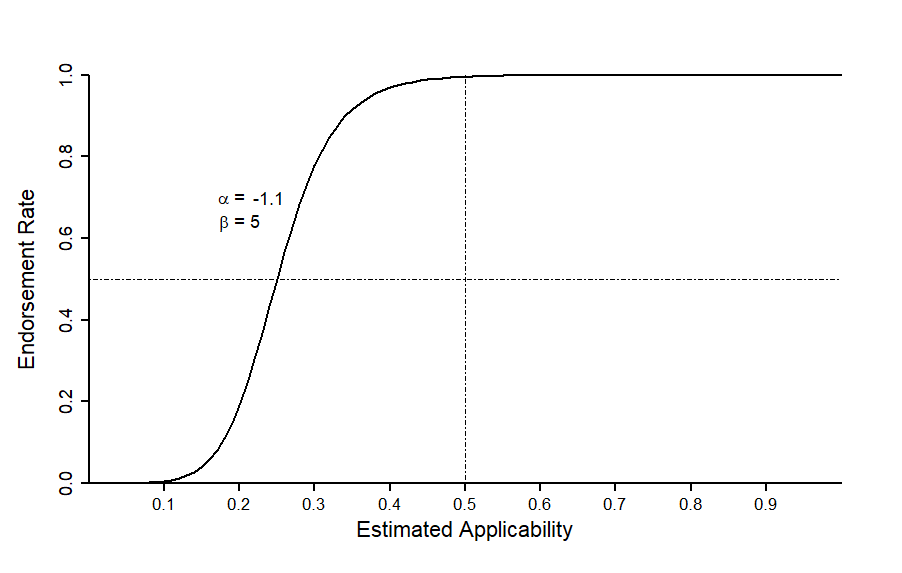 1.0
0.8
α = -1.1
β = 5
0.6
0.4
0.2
0.0
Endorsement Rate
0.1 0.2 0.3 0.4 0.5 0.6 0.7 0.8 0.9
Estimated Applicability